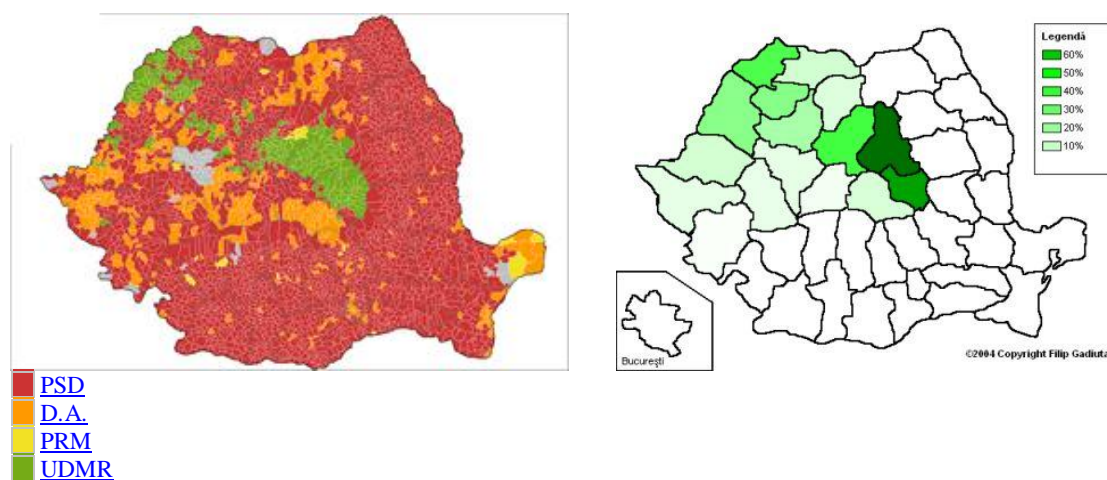 Legendă
60%
50%
40%
30%
20%
10%
București
©2004 Copyright Filip Gadiuta
PSD
D.A.
PRM
UDMR